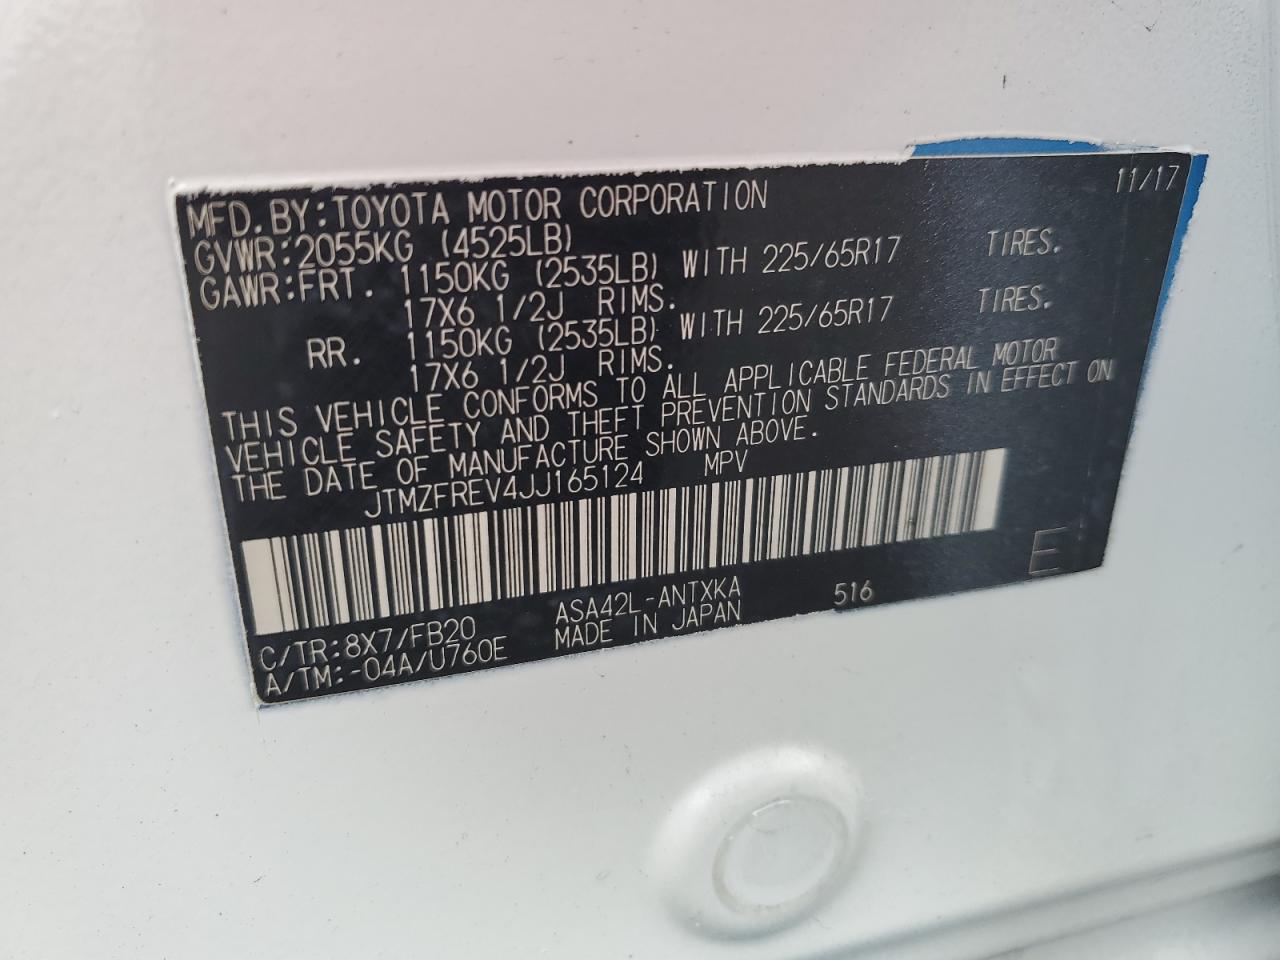 11/17
MFD.BY:TOYOTA MOTOR CORPORATION
GVWR:2055KG (4525LB)
GAWR:FRT. 1150KG (2535LB) WITH 225/65R17 TIRES.
17X6 1/2J RIMS.
RR. 1150KG (2535LB) WITH 225/65R17 TIRES.
17X6 1/2J RIMS.
THIS VEHICLE CONFORMS TO ALL APPLICABLE FEDERAL MOTOR
VEHICLE SAFETY AND THEFT PREVENTION STANDARDS IN EFFECT ON
THE DATE OF MANUFACTURE SHOWN ABOVE.
JTMZFREV4JJ165124 MPV
E
C/TR:8X7/FB20 ASA42L-ANTXKA 516
A/TM:-04A/U760E MADE IN JAPAN